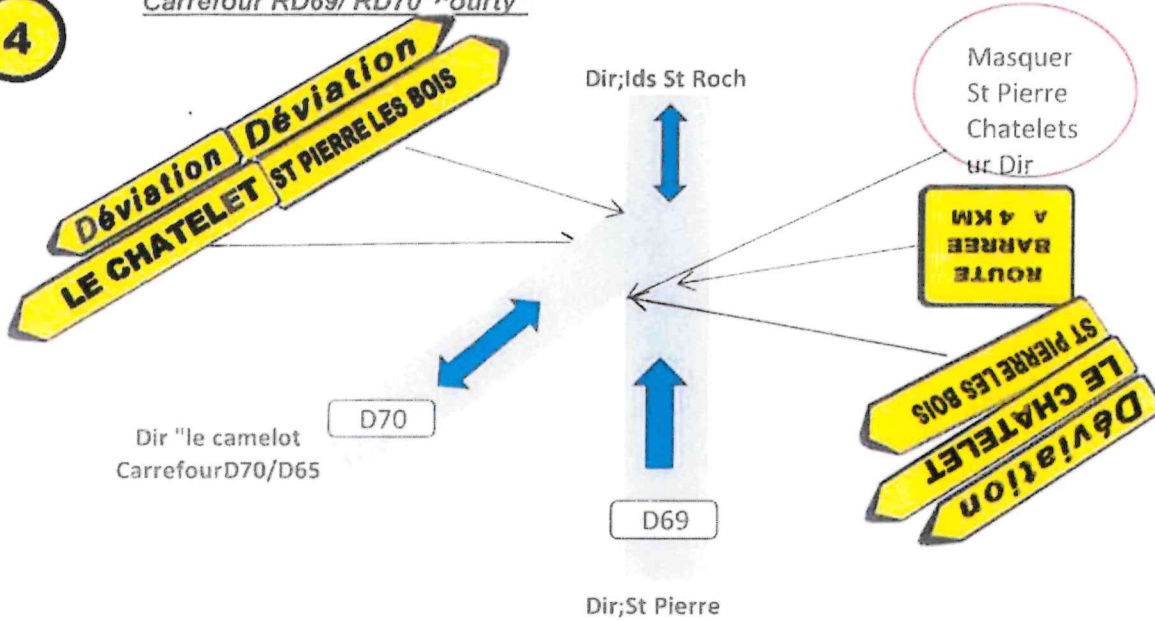 4
Carrefour RD69/ RD70
Déviation
Déviation
LE CHATELET
ST PIERRE LES BOIS
Dir;Ids St Roch
Masquer
St Pierre
Chatelets
ur Dir
ROUTE
BARREE
A 4 KM
ST PIERRE LES BOIS
LE CHATELET
Déviation
D70
Dir "le camelot
CarrefourD70/D65
D69
Dir;St Pierre